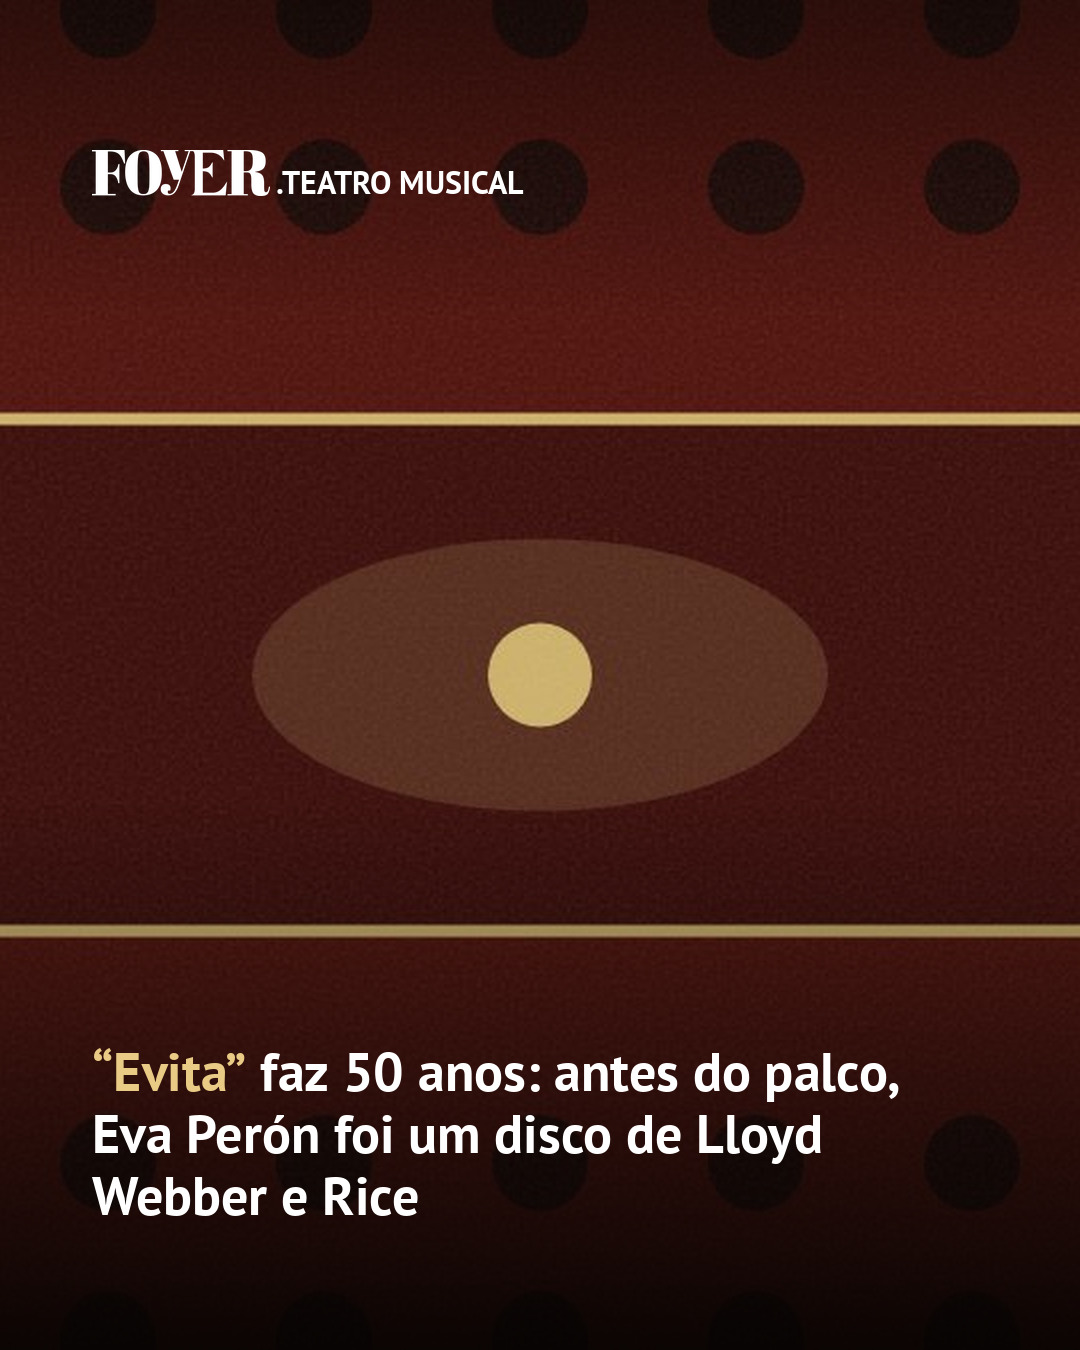 FOYER.TEATRO MUSICAL
“Evita” faz 50 anos: antes do palco,
Eva Perón foi um disco de Lloyd
Webber e Rice